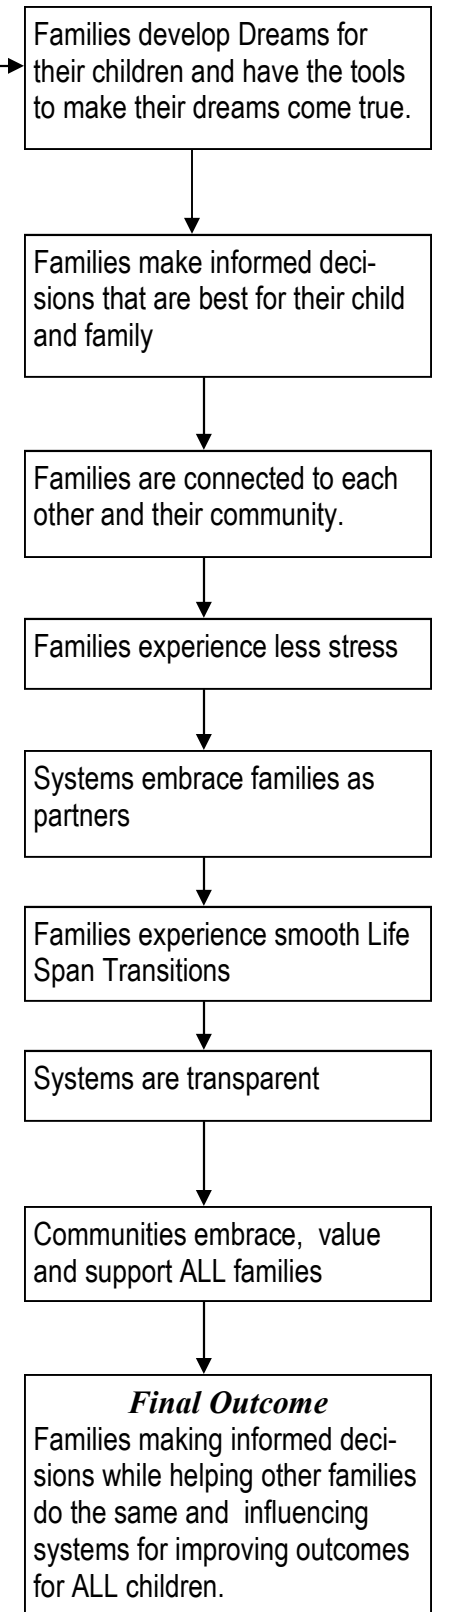 Families develop Dreams for
their children and have the tools
to make their dreams come true.
Families make informed deci-
sions that are best for their child
and family
Families are connected to each
other and their community.
Families experience less stress
Systems embrace families as
partners
Families experience smooth Life
Span Transitions
Systems are transparent
Communities embrace,  value
and support ALL families
Final Outcome
Families making informed deci-
sions while helping other families
do the same and  influencing
systems for improving outcomes
for ALL children.